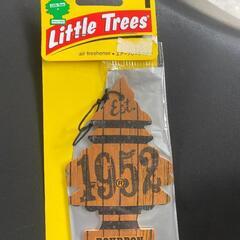 Little Trees
air freshener •
Est.
1952
BOURBON